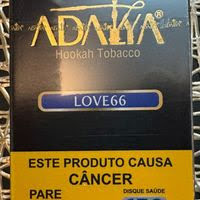 ADALYA®
Hookah Tobacco
LOVE66
ESTE PRODUTO CAUSA
CÂNCER
PARE
DISQUE SAÚDE